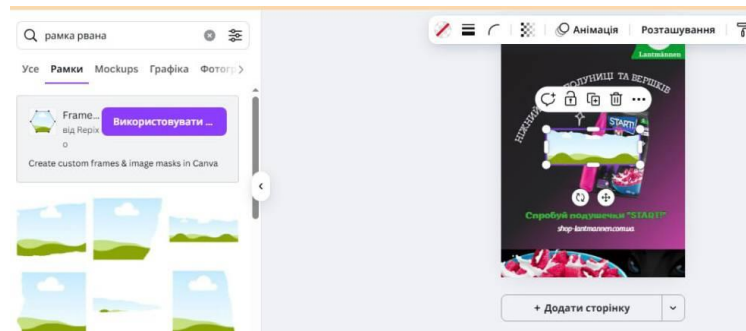 рамка рвана
Усе Рамки Mockups Графіка Фотогр
Frame...
від Repix
o
Використовувати ...
Create custom frames & image masks in Canva
Анімація Розташування
Lantmännen
НІЖНИЙ ПОЛУНИЦІ ТА ВЕРШКІВ
START!
Спробуй подушечки "START!"
shop-lantmannen.com.ua
+ Додати сторінку